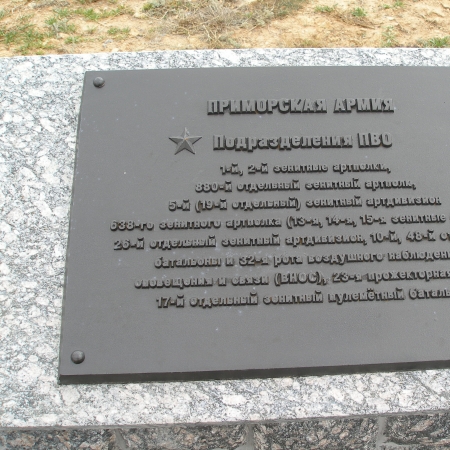 ПРИМОРСКАЯ АРМИЯ
Подразделения ПВО
1-й, 2-й зенитные артполки,
880-й отдельный зенитный артполк,
5-й (19-й отдельный) зенитный артдивизион
638-го зенитного артполка (13-я, 14-я, 15-я зенитные
26-й отдельный зенитный артдивизион, 10-й, 48-й
батальоны и 32-я рота воздушного наблюден
оповещения и связи (ВНОС), 23-я прожекторная
17-й отдельный зенитный пулемётный баталь